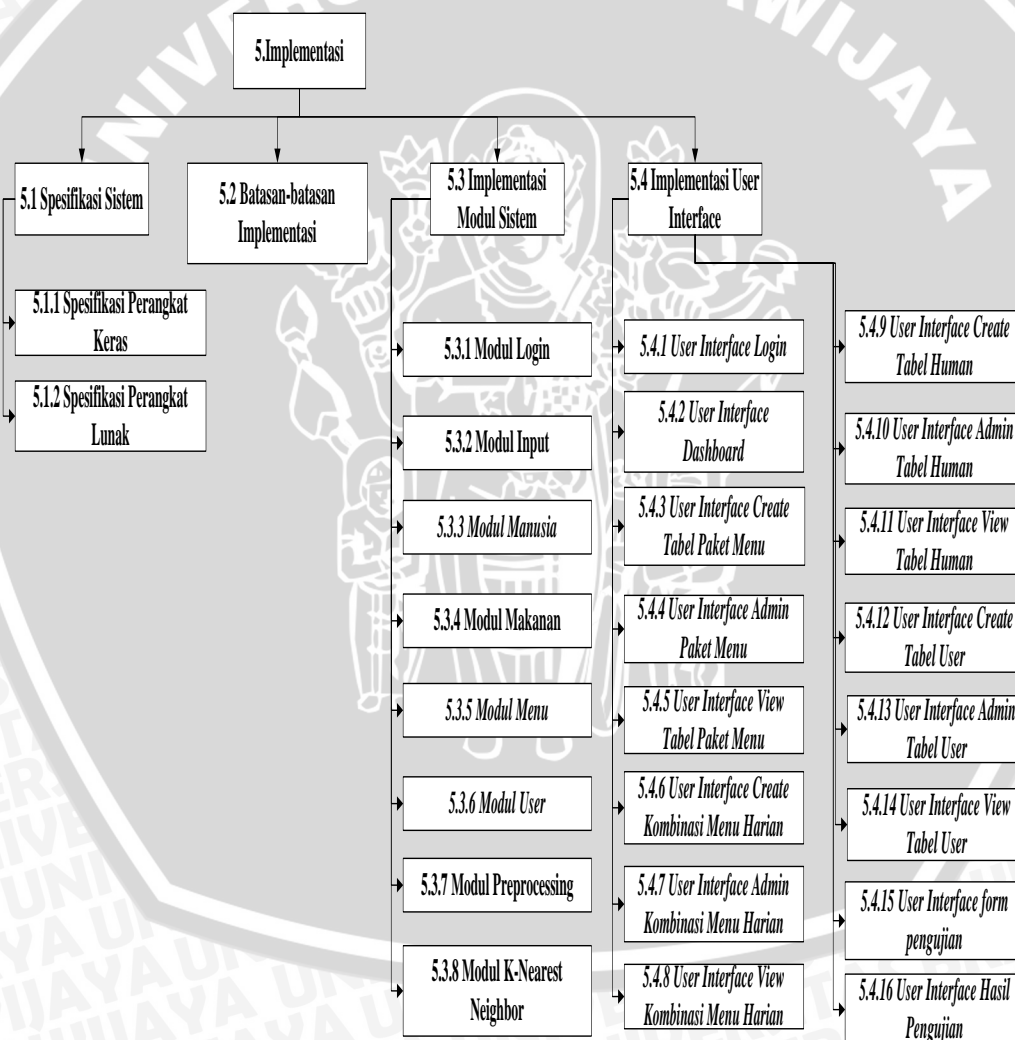 UNIVERSITAS BRAWIJAYA
5.Implementasi
5.1 Spesifikasi Sistem
5.2 Batasan-batasan
Implementasi
5.3 Implementasi
Modul Sistem
5.4 Implementasi User
Interface
5.1.1 Spesifikasi Perangkat
Keras
5.1.2 Spesifikasi Perangkat
Lunak
5.3.1 Modul Login
5.3.2 Modul Input
5.3.3 Modul Manusia
5.3.4 Modul Makanan
5.3.5 Modul Menu
5.3.6 Modul User
5.3.7 Modul Preprocessing
5.3.8 Modul K-Nearest
Neighbor
5.4.1 User Interface Login
5.4.2 User Interface
Dashboard
5.4.3 User Interface Create
Tabel Paket Menu
5.4.4 User Interface Admin
Paket Menu
5.4.5 User Interface View
Tabel Paket Menu
5.4.6 User Interface Create
Kombinasi Menu Harian
5.4.7 User Interface Admin
Kombinasi Menu Harian
5.4.8 User Interface View
Kombinasi Menu Harian
5.4.9 User Interface Create
Tabel Human
5.4.10 User Interface Admin
Tabel Human
5.4.11 User Interface View
Tabel Human
5.4.12 User Interface Create
Tabel User
5.4.13 User Interface Admin
Tabel User
5.4.14 User Interface View
Tabel User
5.4.15 User Interface form
pengujian
5.4.16 User Interface Hasil
Pengujian